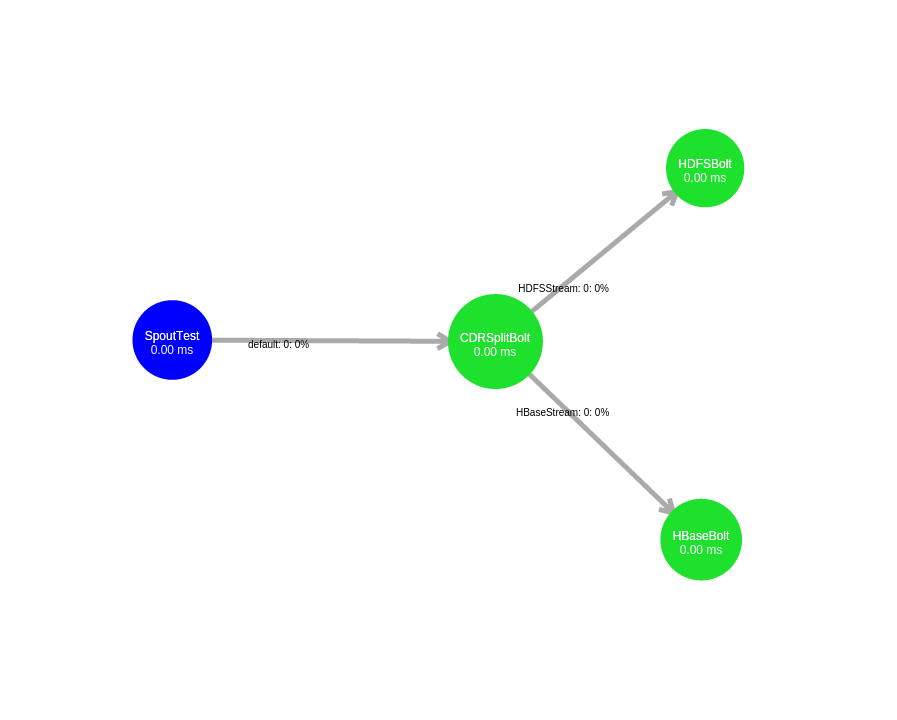 HDFSBolt
0.00 ms
HDFSStream: 0: 0%
SpoutTest
0.00 ms
default: 0: 0%
CDRSplitBolt
0.00 ms
HBaseStream: 0: 0%
HBaseBolt
0.00 ms